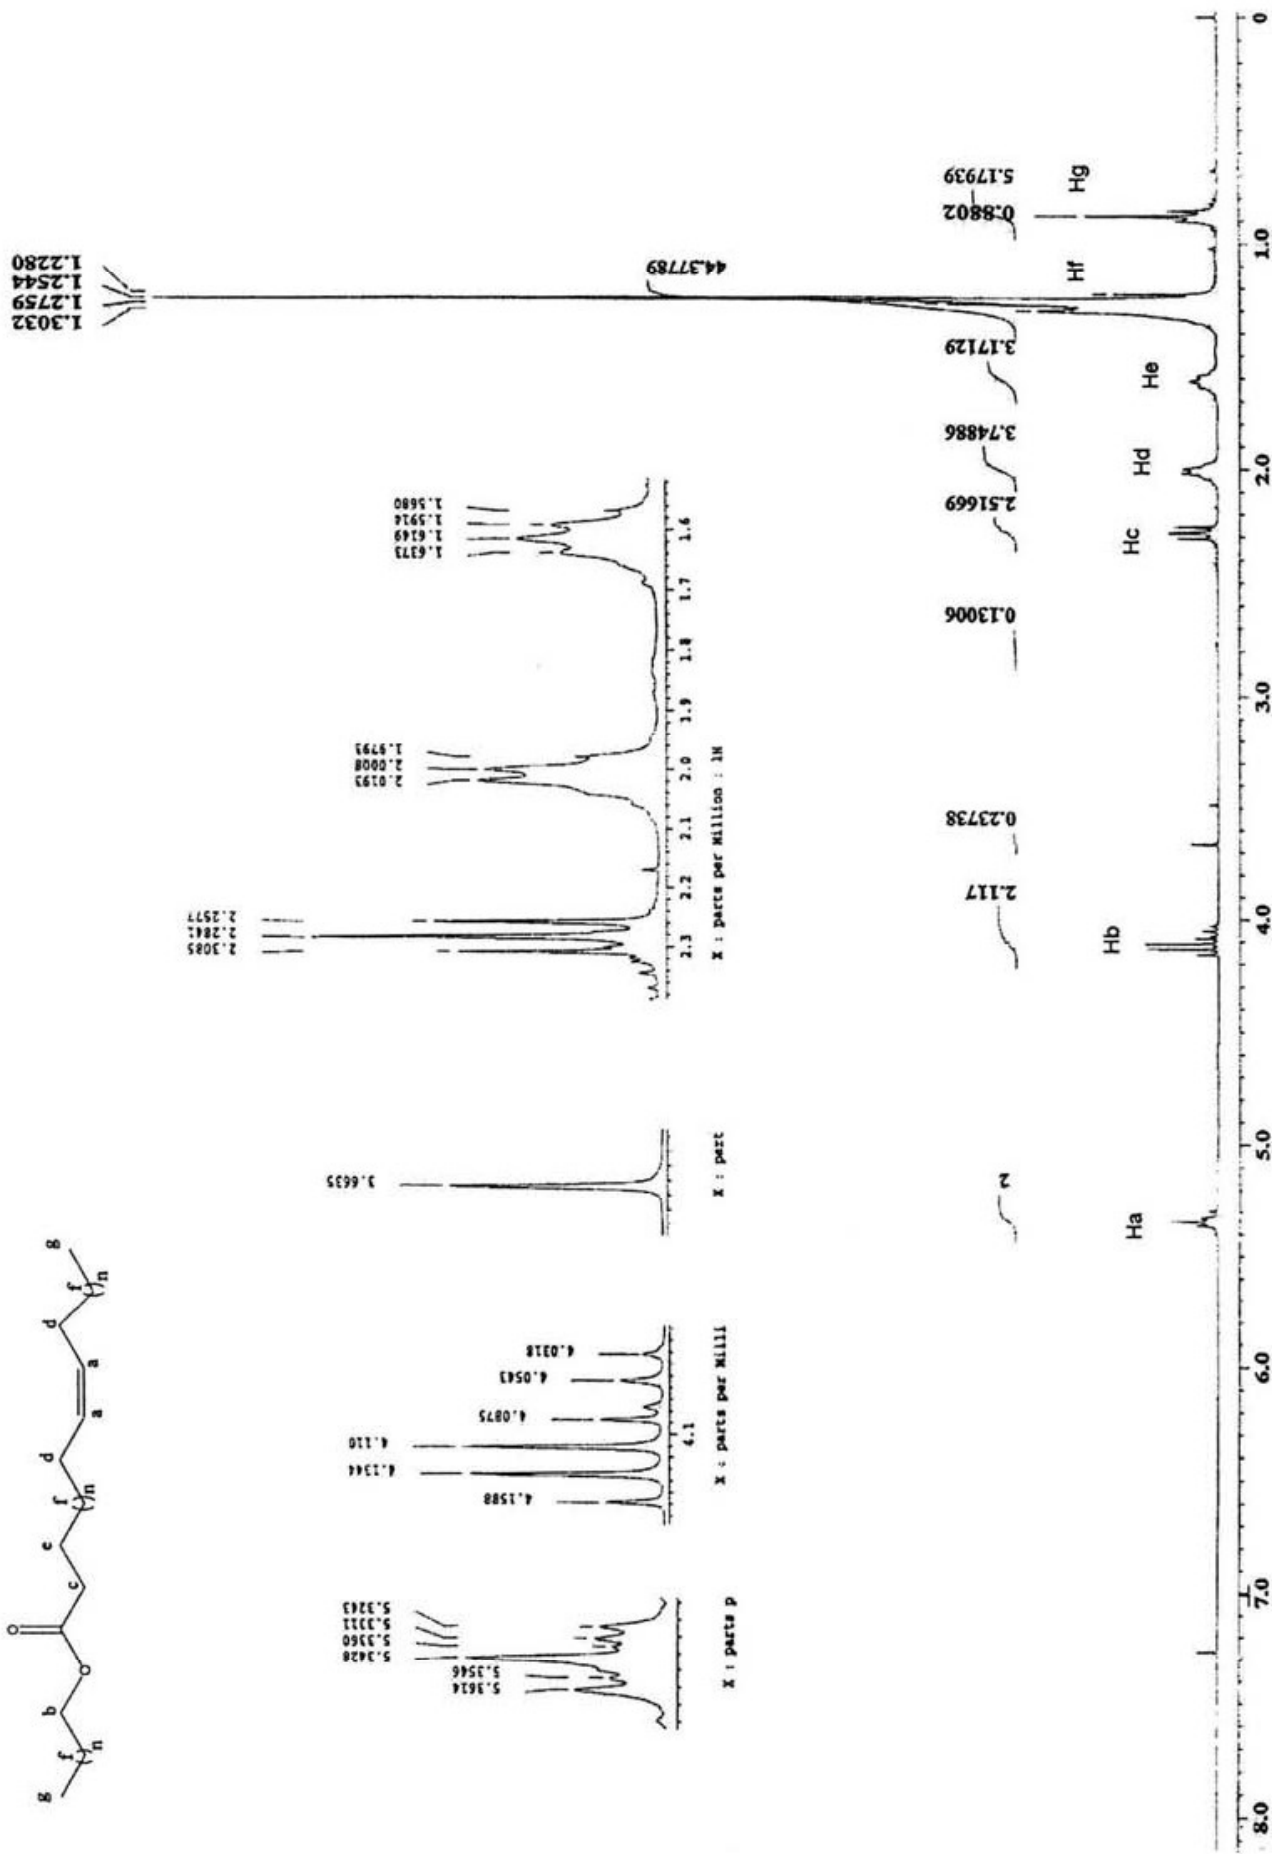 1.3032
1.2759
1.2544
1.2280
44.37789
5.17939
0.8802
3.17129
3.74886
2.51669
0.13006
0.23738
2.117
2
Hg
Hf
He
Hd
Hc
Hb
Ha
1.6373
1.6149
1.5914
1.5680
2.0193
2.0008
1.9793
2.3085
2.2841
2.2577
2.3 2.2 2.1 2.0 1.9 1.8 1.7 1.6
X : parts per Million : 1H
3.6635
X : part
4.1588
4.1344
4.110
4.0875
4.0543
4.0318
4.1
X : parts per Milli
5.3614
5.3546
5.3428
5.3360
5.3311
5.3243
X : parts p
O
O
g
f
n
b
c
e
f
n
d
a
a
d
f
n
g
8.0 7.0 6.0 5.0 4.0 3.0 2.0 1.0 0